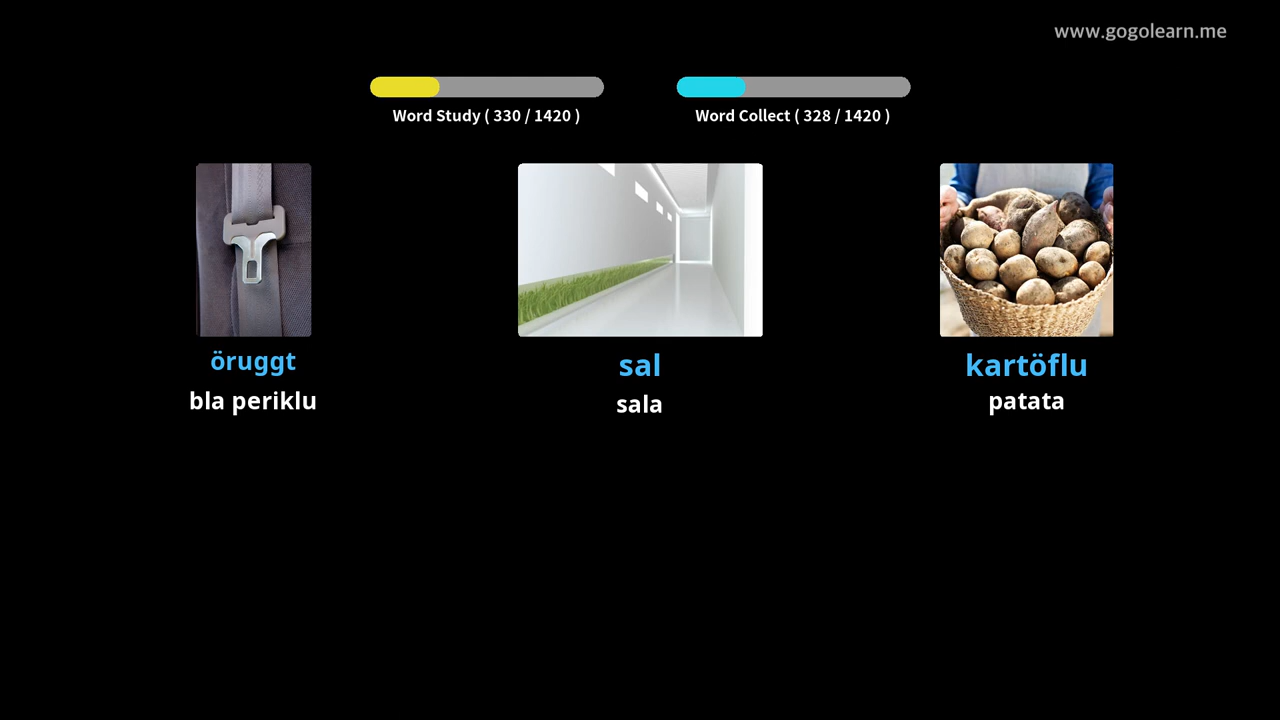 www.gogolearn.me
Word Study ( 330 / 1420 )
Word Collect ( 328 / 1420 )
öruggt
bla periklu
sal
sala
kartöflu
patata